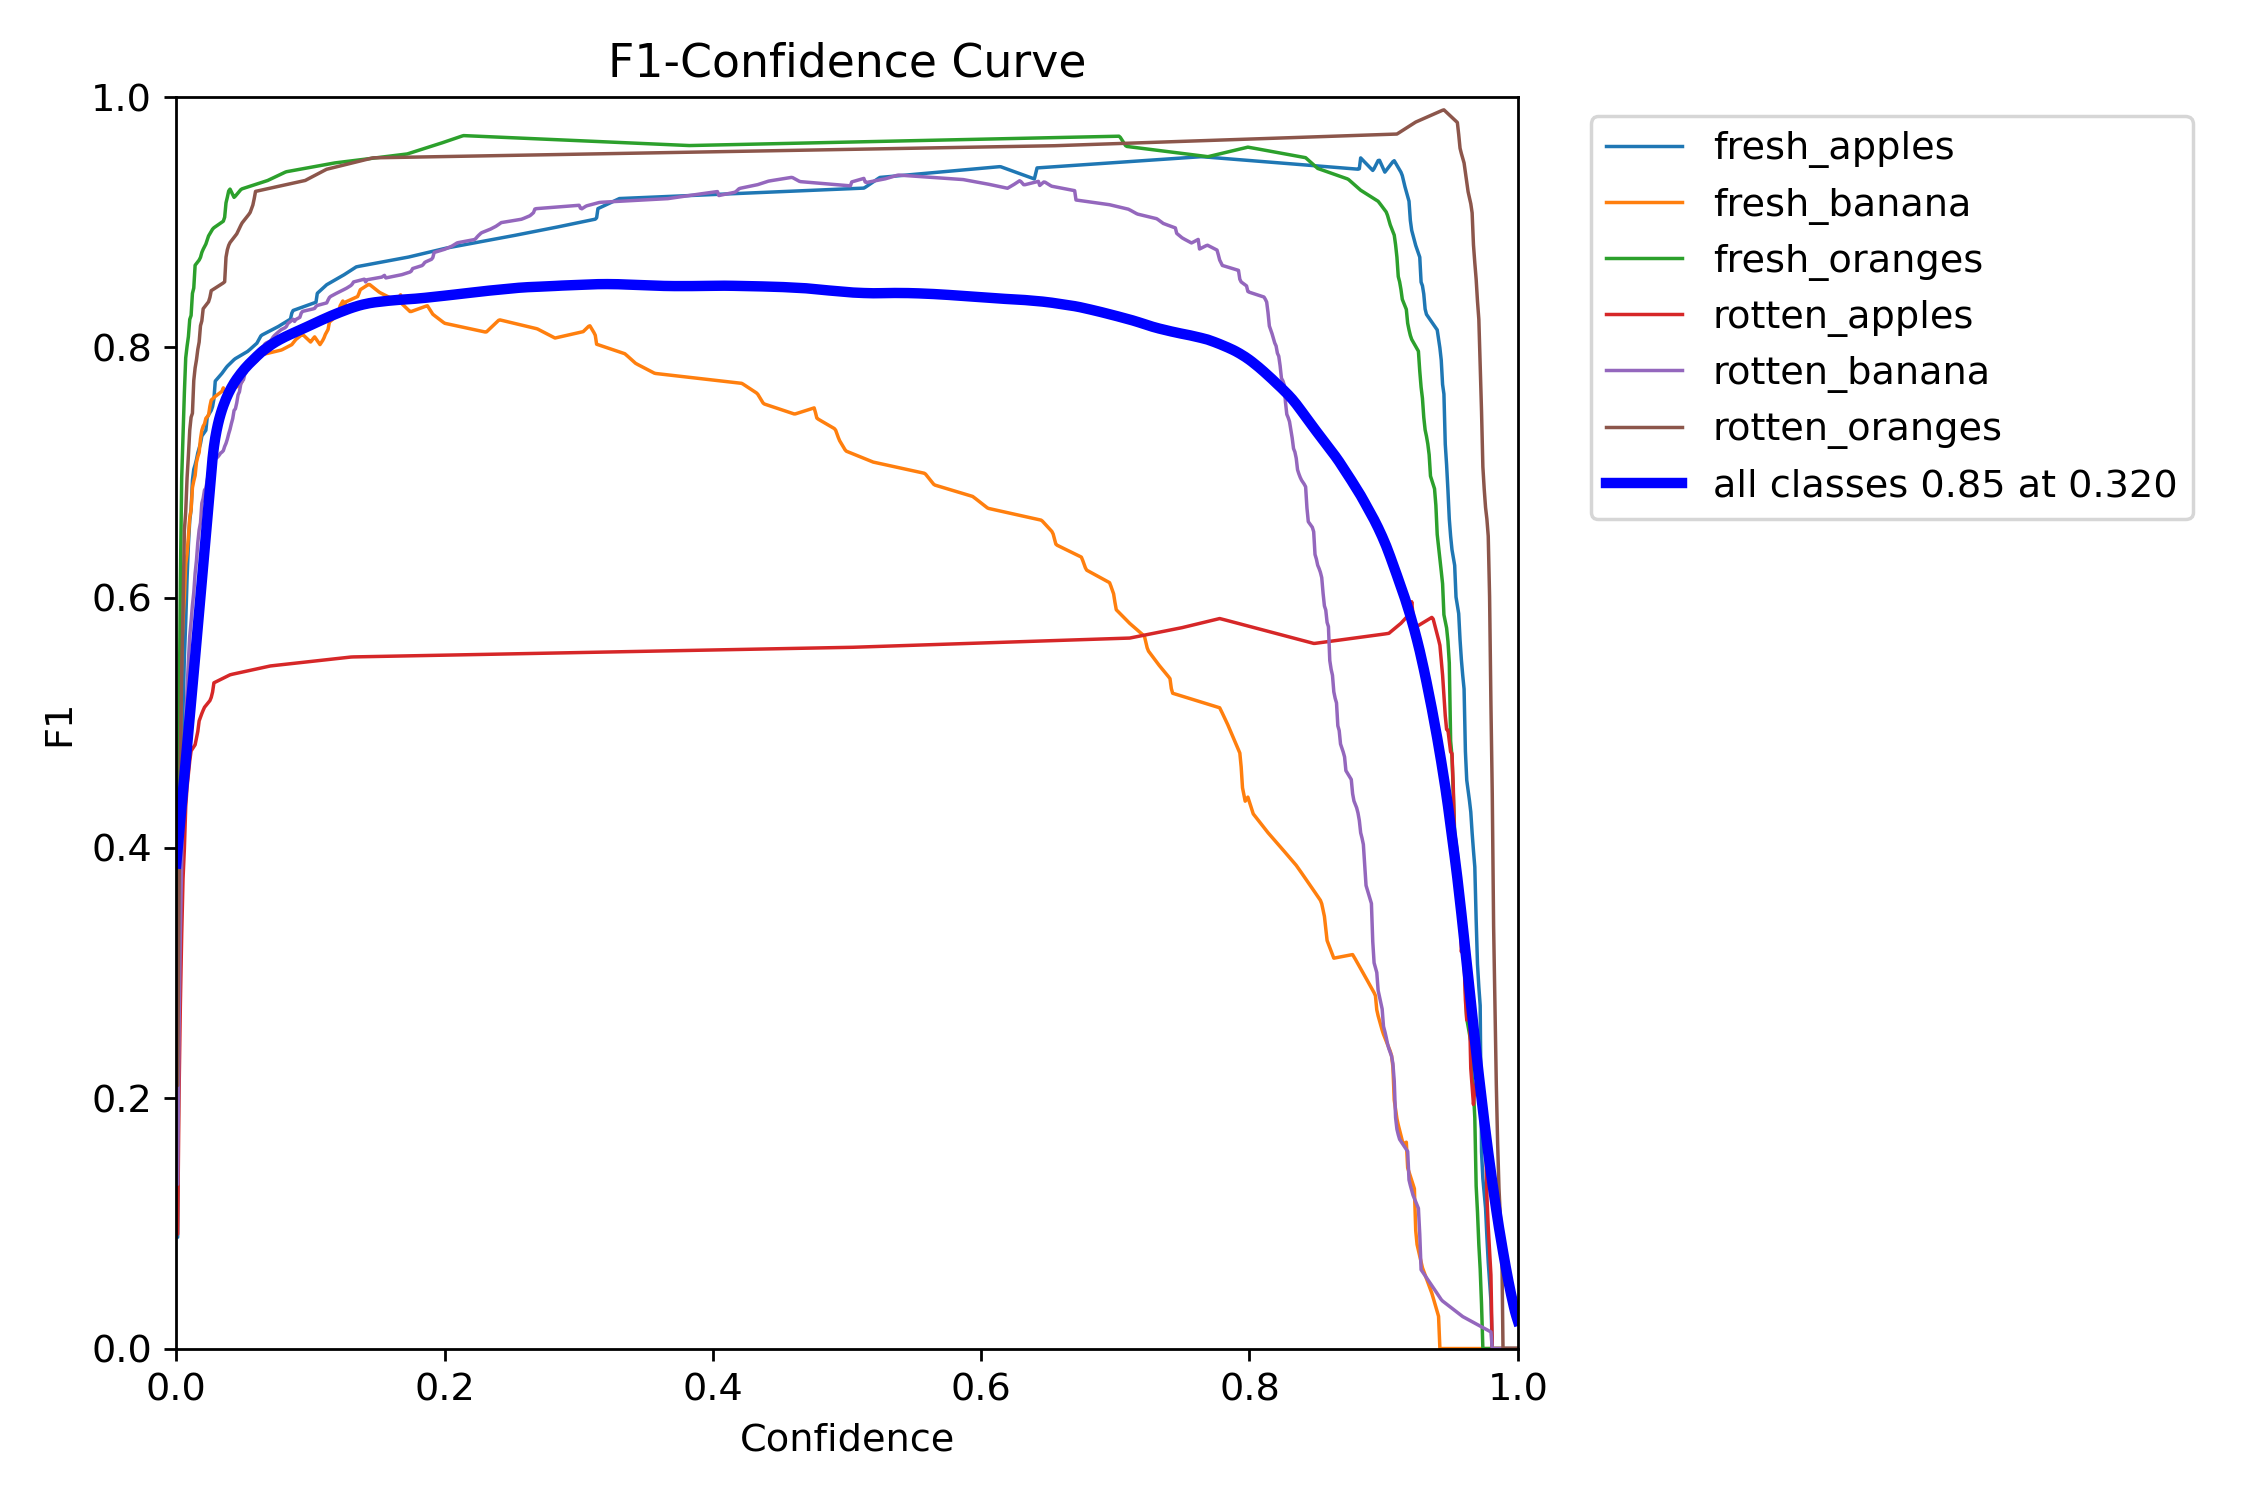 F1-Confidence Curve
1.0
0.8
0.6
0.4
0.2
0.0
F1
0.0 0.2 0.4 0.6 0.8 1.0
Confidence
fresh_apples
fresh_banana
fresh_oranges
rotten_apples
rotten_banana
rotten_oranges
all classes 0.85 at 0.320